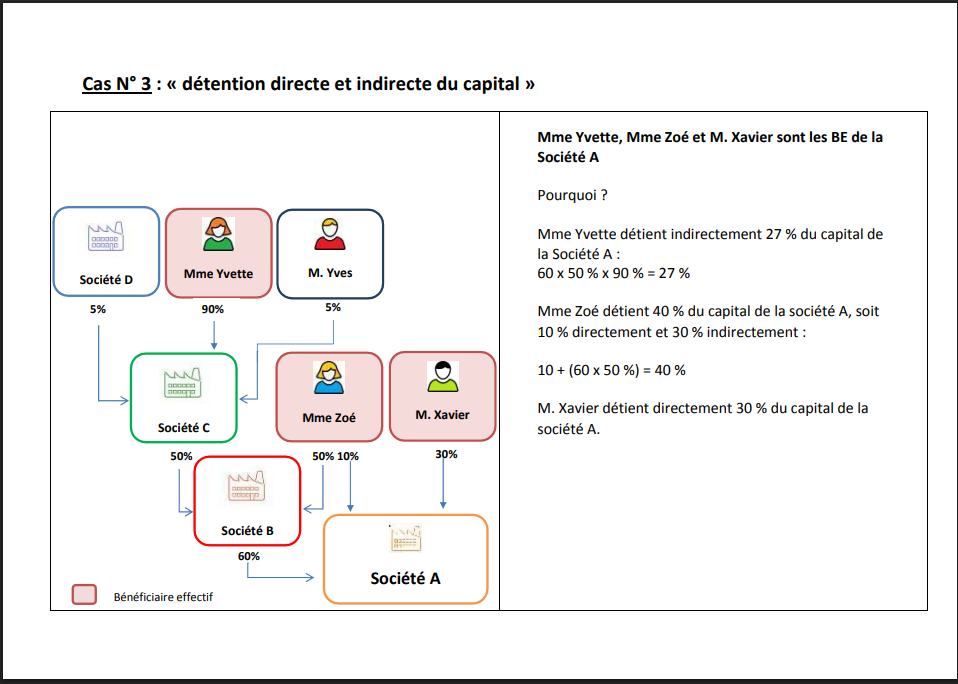 Cas N° 3 : « détention directe et indirecte du capital »
Société D
Mme Yvette
M. Yves
5%
90%
5%
Société C
Mme Zoé
M. Xavier
50%
50% 10%
30%
Société B
60%
Société A
Bénéficiaire effectif
Mme Yvette, Mme Zoé et M. Xavier sont les BE de la
Société A
Pourquoi ?
Mme Yvette détient indirectement 27 % du capital de
la Société A :
60 x 50 % x 90 % = 27 %
Mme Zoé détient 40 % du capital de la société A, soit
10 % directement et 30 % indirectement :
10 + (60 x 50 %) = 40 %
M. Xavier détient directement 30 % du capital de la
société A.